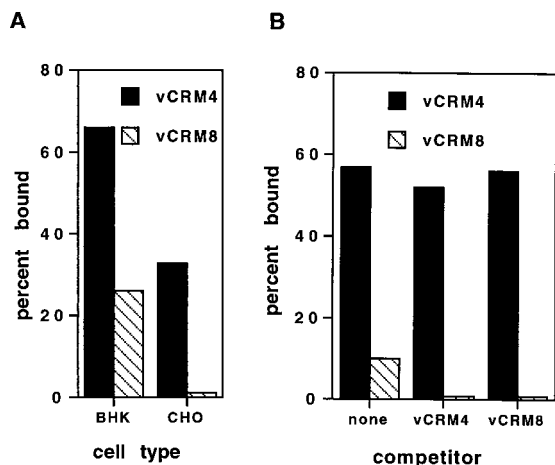 A
80
60
40
20
0
percent bound
vCRM4
vCRM8
BHK CHO
cell type
B
80
60
40
20
0
percent bound
vCRM4
vCRM8
none vCRM4 vCRM8
competitor